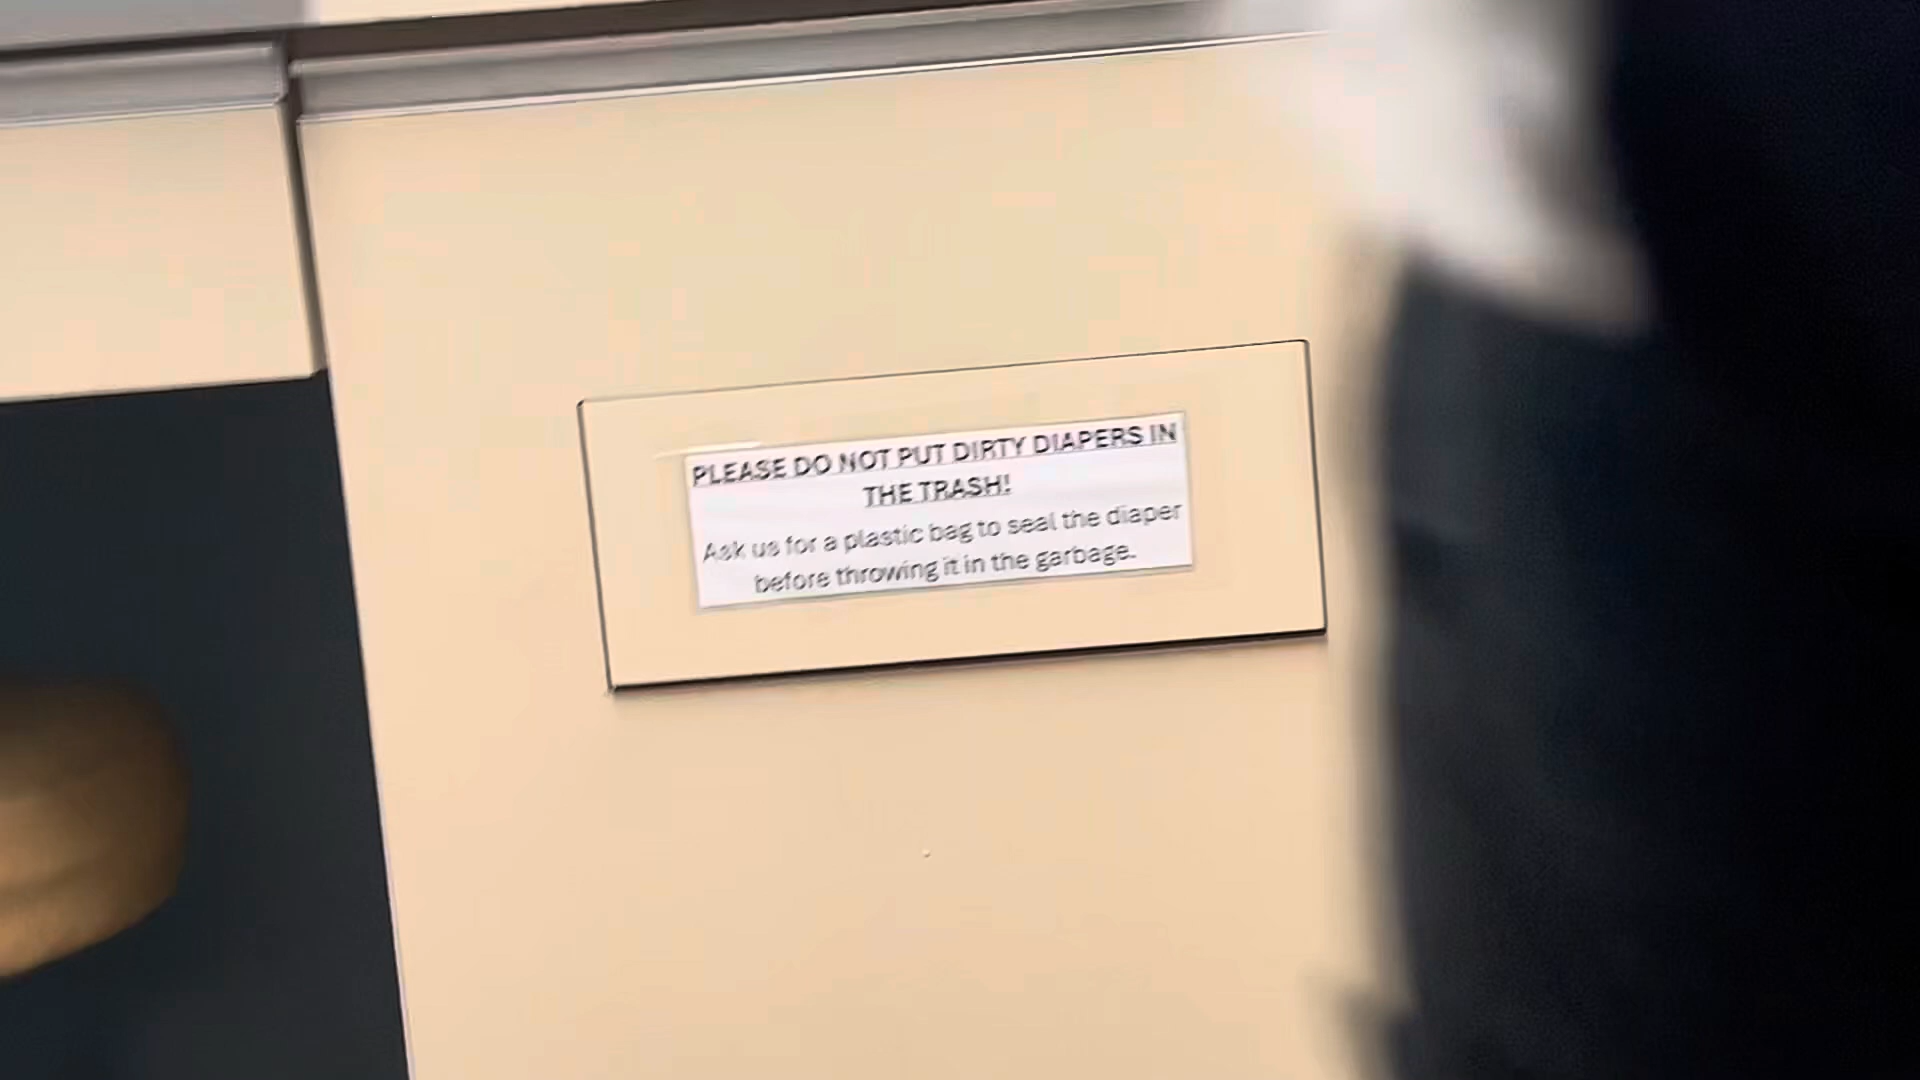 PLEASE DO NOT PUT DIRTY DIAPERS IN
THE TRASH!
Ask us for a plastic bag to seal the diaper
before throwing it in the garbage.